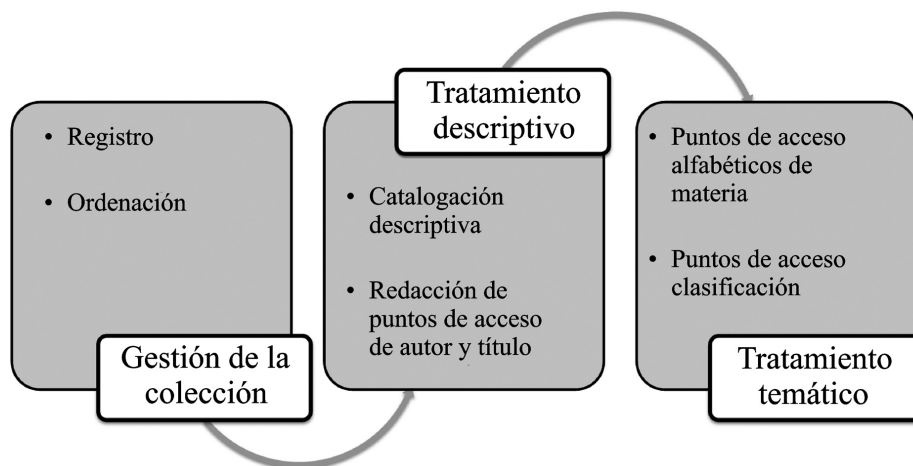 • Registro
• Ordenación
Gestión de la
colección
Tratamiento
descriptivo
• Catalogación
descriptiva
• Redacción de
puntos de acceso
de autor y título
• Puntos de acceso
alfabéticos de
materia
• Puntos de acceso
clasificación
Tratamiento
temático